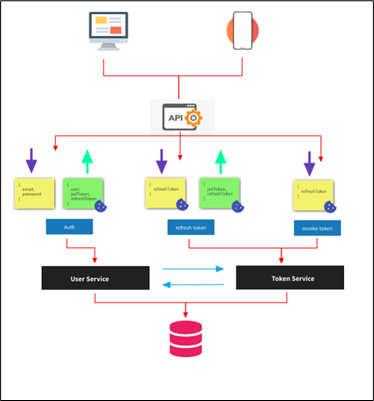 API
{
email,
password
}
{
user,
jwtToken,
refreshToken
}
{
refreshToken
}
{
jwtToken,
refreshToken
}
{
refreshToken
}
Auth
refresh-token
revoke-token
User Service
Token Service